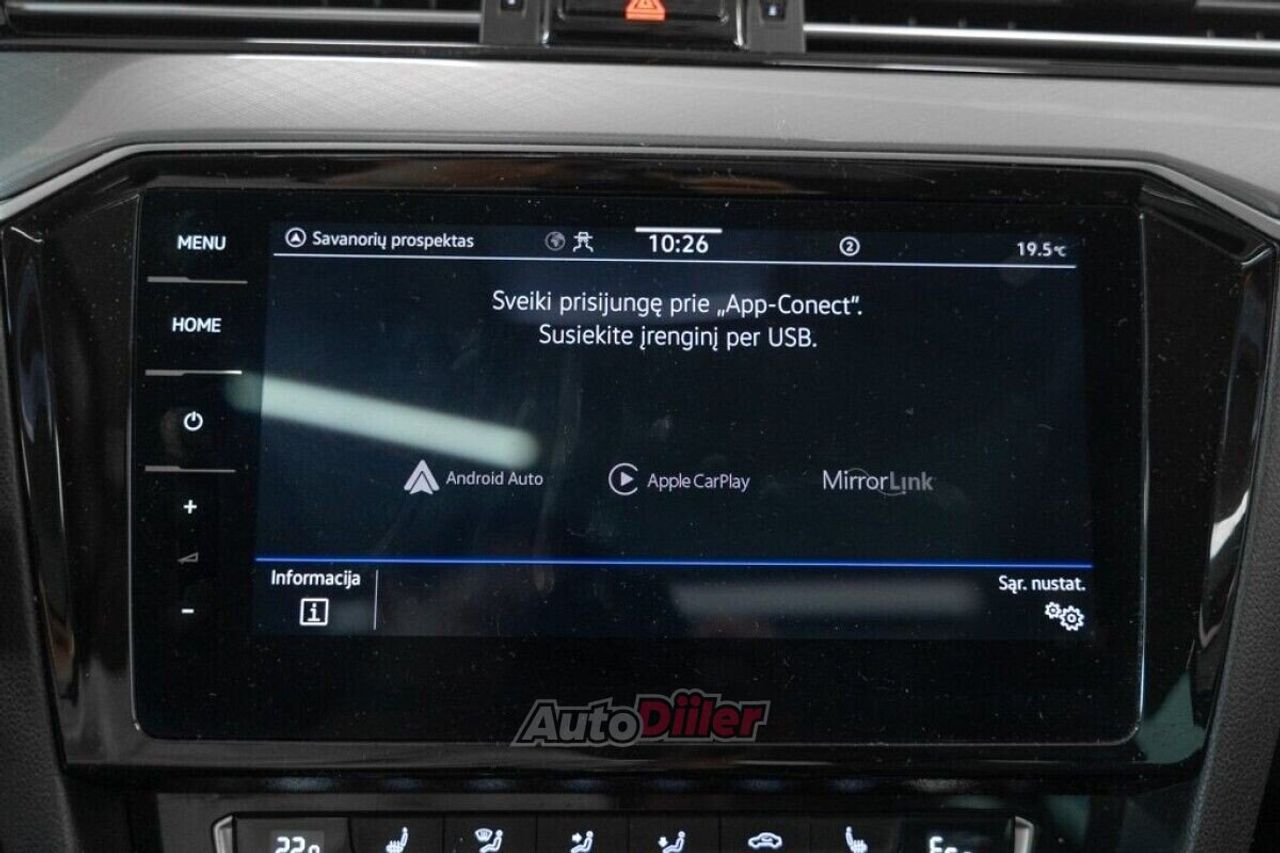 MENU
HOME
Savanorių prospektas
10:26
2
19.5°C
Sveiki prisijungę prie „App-Conect“.
Susiekite įrenginį per USB.
Android Auto
Apple CarPlay
MirrorLink
Informacija
i
Sąr. nustat.
AutoDiiler